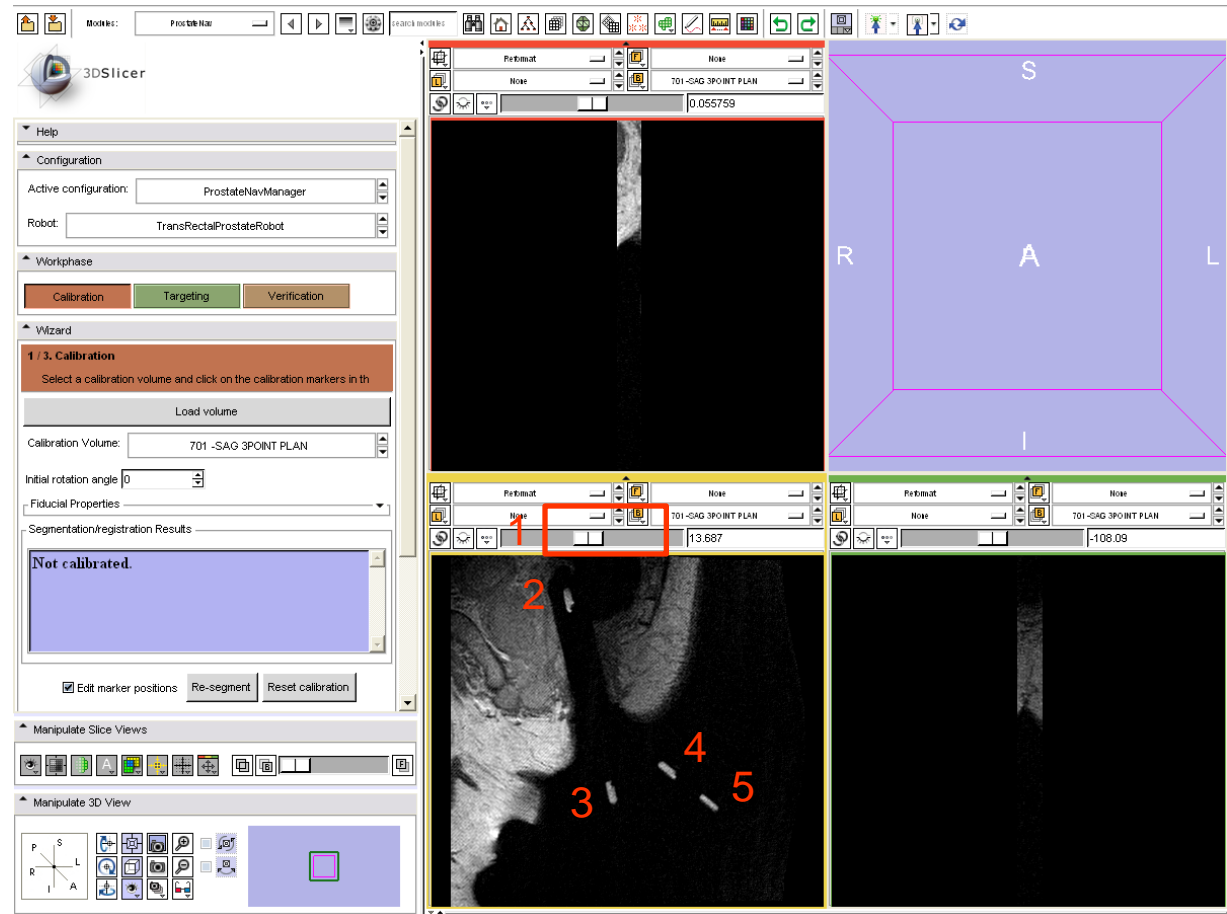 Modules:
Prostate Nav
search modules
3DSlicer
Help
Configuration
Active configuration:
ProstateNavManager
Robot:
TransRectalProstateRobot
Workphase
Calibration
Targeting
Verification
Wizard
1 / 3. Calibration
Select a calibration volume and click on the calibration markers in th
Load volume
Calibration Volume:
701 -SAG 3POINT PLAN
Initial rotation angle 0
Fiducial Properties
Segmentation/registration Results
Not calibrated.
Edit marker positions
Re-segment
Reset calibration
Manipulate Slice Views
A
B
F
Manipulate 3D View
P
S
L
R
I
A
Reformat
F
None
L
None
B
701 -SAG 3POINT PLAN
0.055759
S
R
A
L
I
Reformat
F
None
L
None
B
701 -SAG 3POINT PLAN
1
13.687
2
3
4
5
Reformat
F
None
L
None
B
701 -SAG 3POINT PLAN
-108.09